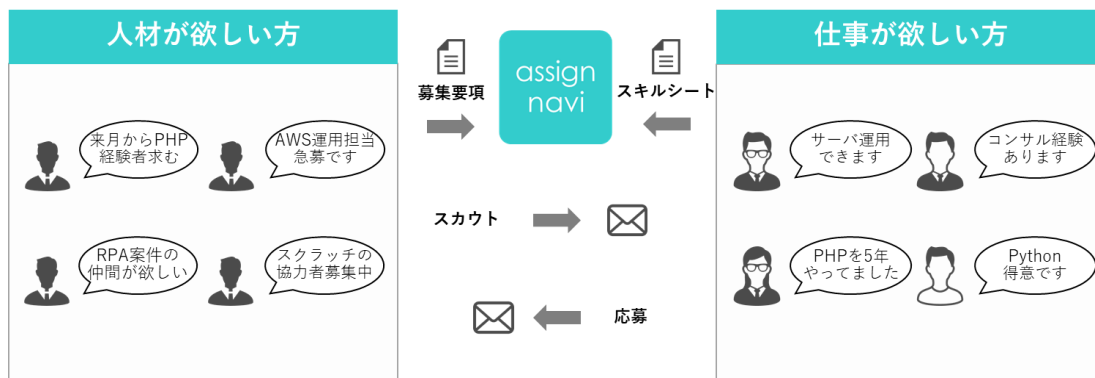 人材が欲しい方
来月からPHP
経験者求む
AWS運用担当
急募です
RPA案件の
仲間が欲しい
スクラッチの
協力者募集中
募集要項
assign
navi
スキルシート
スカウト
応募
仕事が欲しい方
サーバ運用
できます
コンサル経験
あります
PHPを5年
やってました
Python
得意です